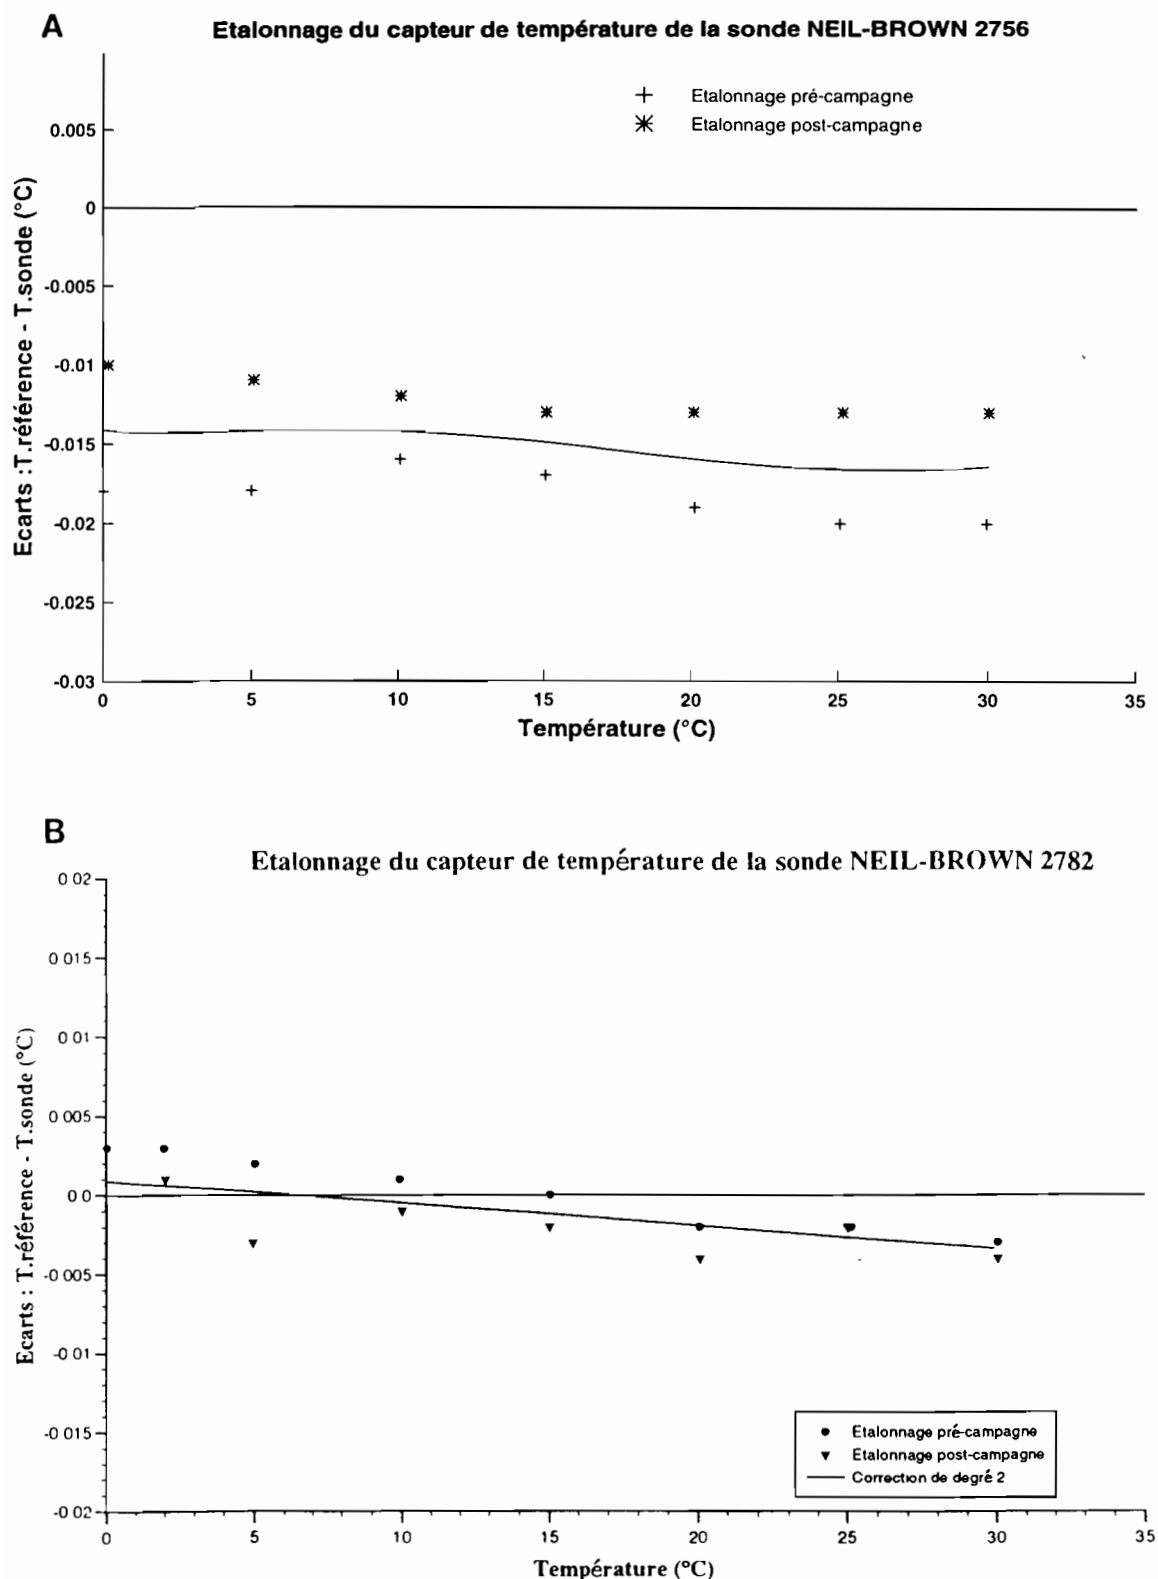 A
Etalonnage du capteur de température de la sonde NEIL-BROWN 2756
+ Etalonnage pré-campagne
Etalonnage post-campagne
Ecarts :T.référence - T.sonde (°C)
0.005
0
-0.005
-0.01
-0.015
-0.02
-0.025
-0.03
0 5 10 15 20 25 30 35
Température (°C)
B
Etalonnage du capteur de température de la sonde NEIL-BROWN 2782
Ecarts : T.référence - T.sonde (°C)
0 02
0 015
0 01
0 005
0 0
-0 005
-0 01
-0 015
-0 02
Etalonnage pré-campagne
Etalonnage post-campagne
Correction de degré 2
0 5 10 15 20 25 30 35
Température (°C)